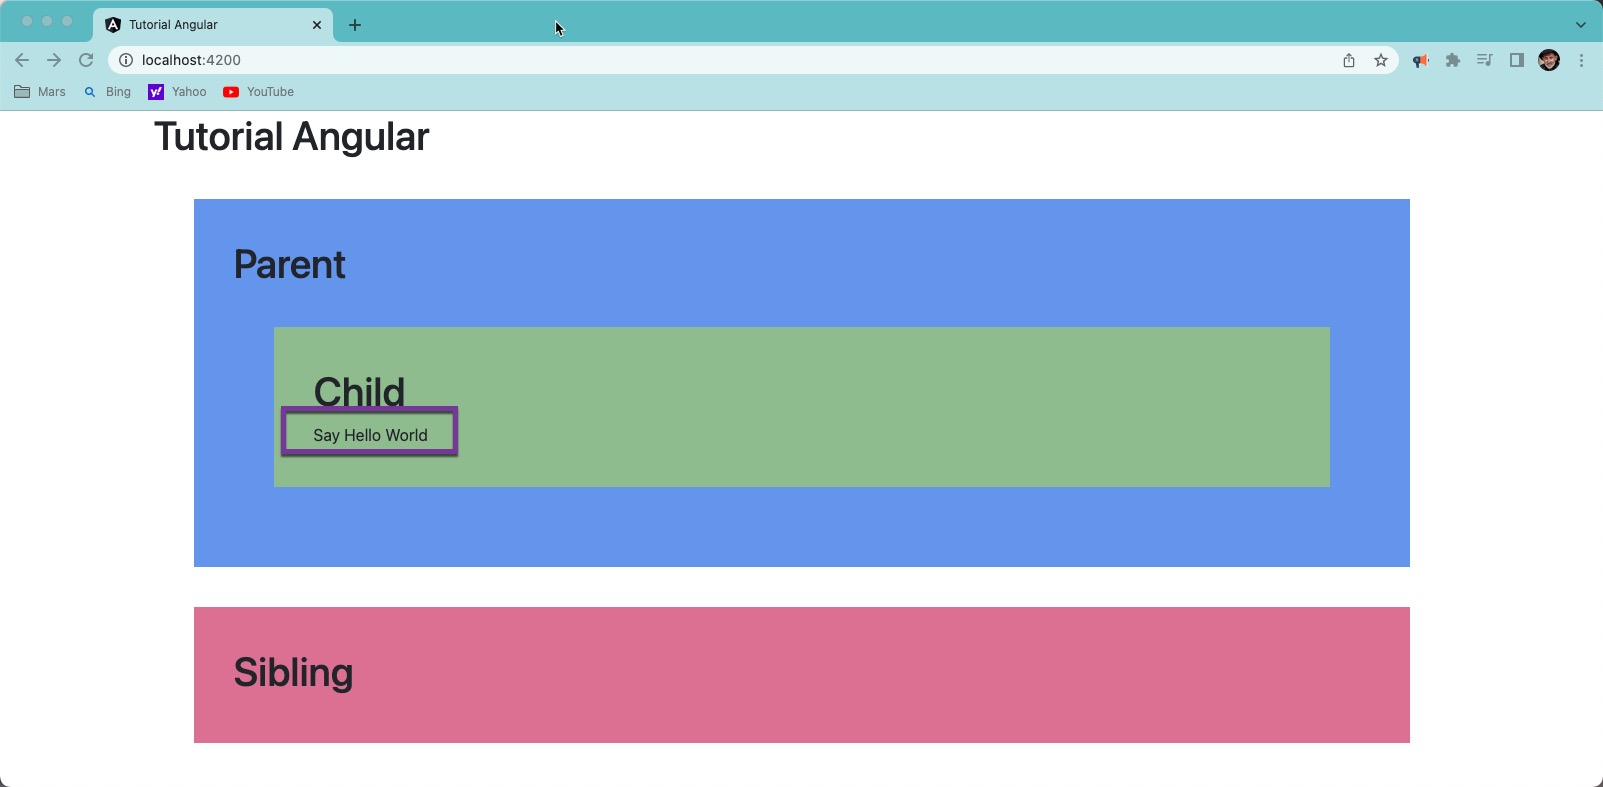 Tutorial Angular
localhost:4200
Mars Bing y! Yahoo YouTube
Tutorial Angular
Parent
Child
Say Hello World
Sibling